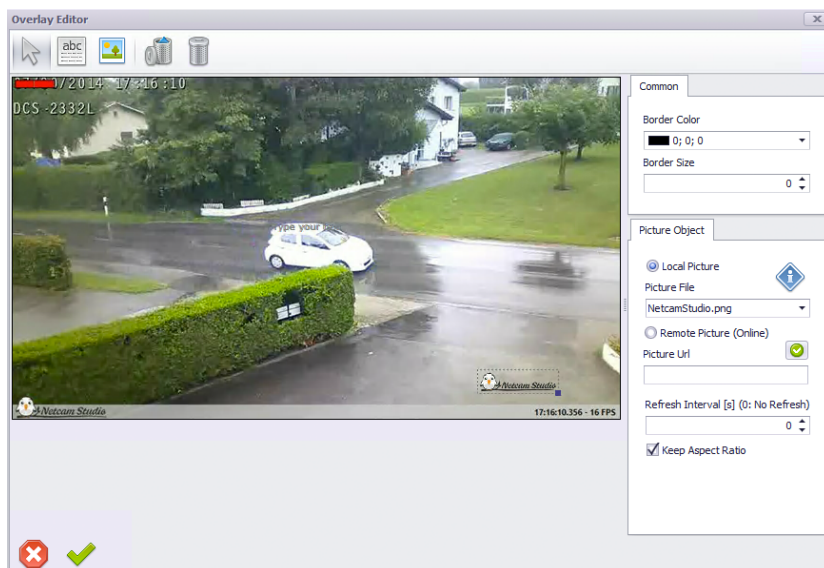 Overlay Editor
abc
/2014 17:16:10
DCS-2332L
Type your
Netcam Studio
Netcam Studio
17:16:10.356 - 16 FPS
Common
Border Color
0; 0; 0
Border Size
0
Picture Object
Local Picture
Picture File
NetcamStudio.png
Remote Picture (Online)
Picture Url
Refresh Interval [s] (0: No Refresh)
0
Keep Aspect Ratio